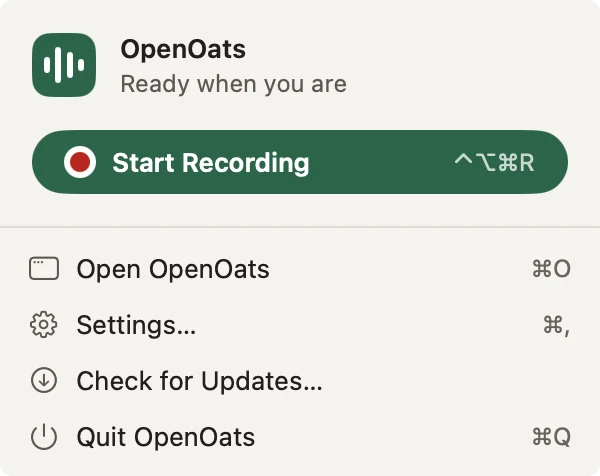 OpenOats
Ready when you are
Start Recording ⌃⌥⌘R
Open OpenOats ⌘O
Settings... ⌘,
Check for Updates...
Quit OpenOats ⌘Q